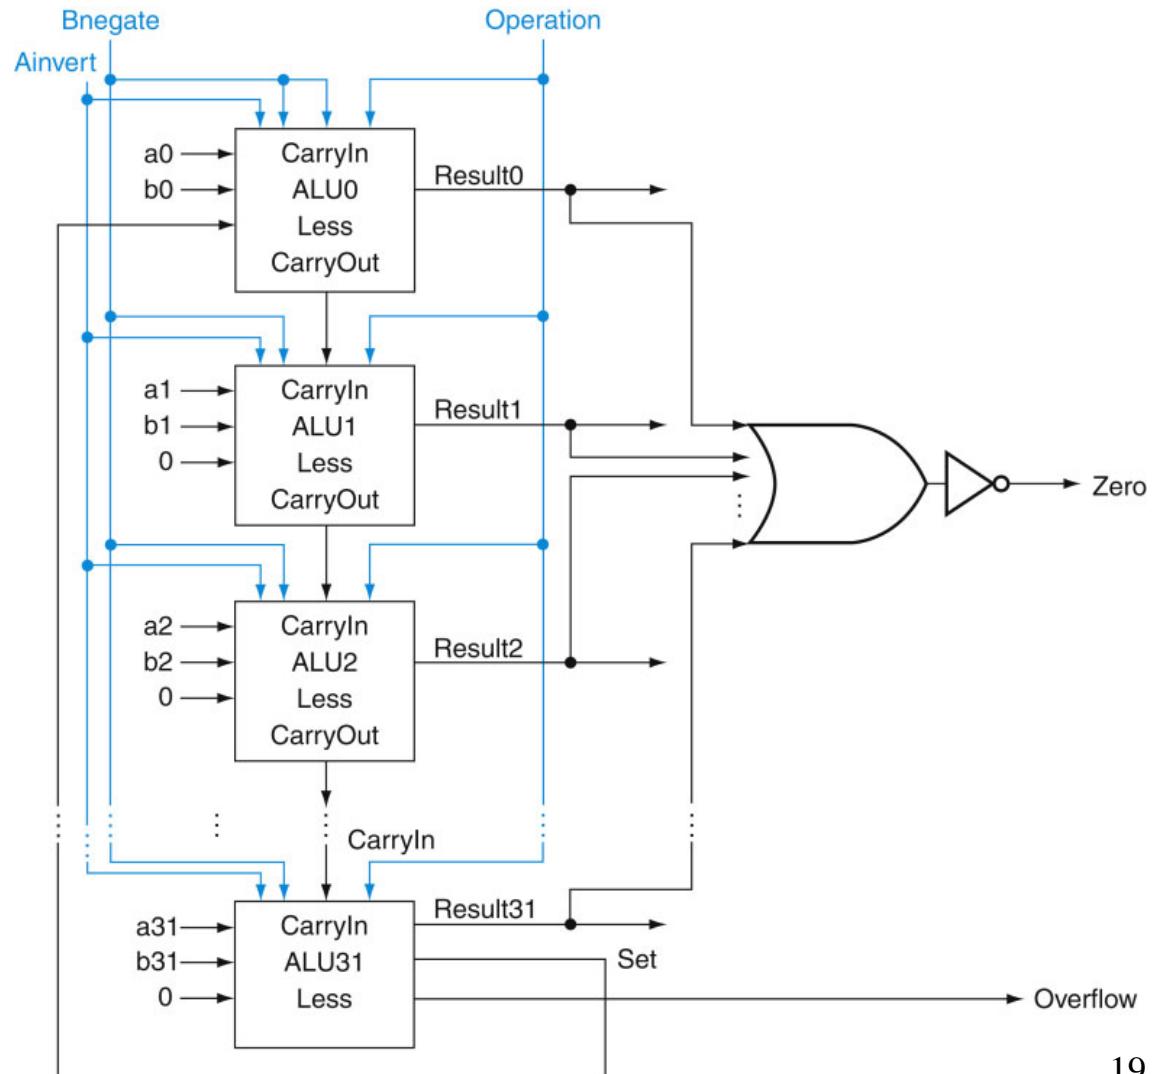 Bnegate
Operation
Ainvert
a0
CarryIn
b0
ALU0
Less
CarryOut
Result0
a1
CarryIn
b1
ALU1
0
Less
CarryOut
Result1
Zero
a2
CarryIn
b2
ALU2
0
Less
CarryOut
Result2
CarryIn
a31
CarryIn
b31
ALU31
0
Less
Result31
Set
Overflow
19